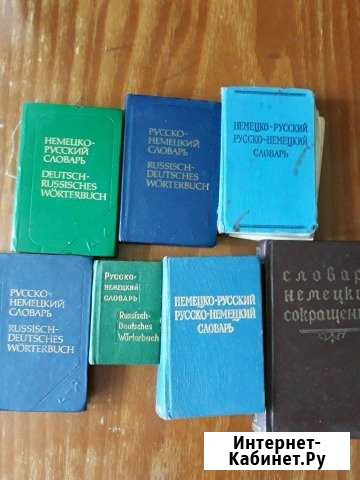 НЕМЕЦКО-
РУССКИЙ
СЛОВАРЬ
DEUTSCH-
RUSSISCHES
WÖRTERBUCH
РУССКО-
НЕМЕЦКИЙ
СЛОВАРЬ
RUSSISCH-
DEUTSCHES
WÖRTERBUCH
НЕМЕЦКО-РУССКИЙ
РУССКО-НЕМЕЦКИЙ
СЛОВАРЬ
РУССКО-
НЕМЕЦКИЙ
СЛОВАРЬ
RUSSISCH-
DEUTSCHES
WÖRTERBUCH
РУССКО-
НЕМЕЦКИЙ
СЛОВАРЬ
Russisch-
Deutsches
Wörterbuch
НЕМЕЦКО-РУССКИЙ
РУССКО-НЕМЕЦКИЙ
СЛОВАРЬ
Словарь
немецки
сокращени
Интернет-
Кабинет.Ру